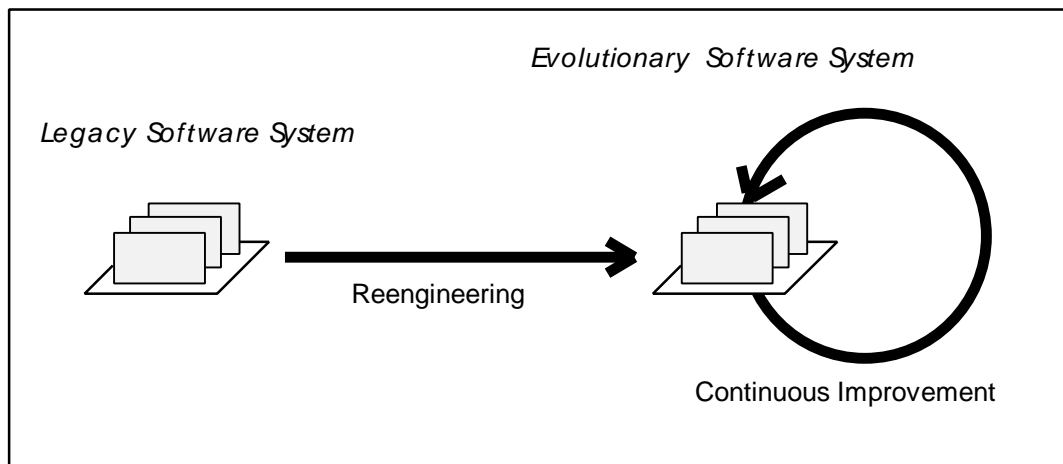 Evolutionary Software System
Legacy Software System
Reengineering
Continuous Improvement